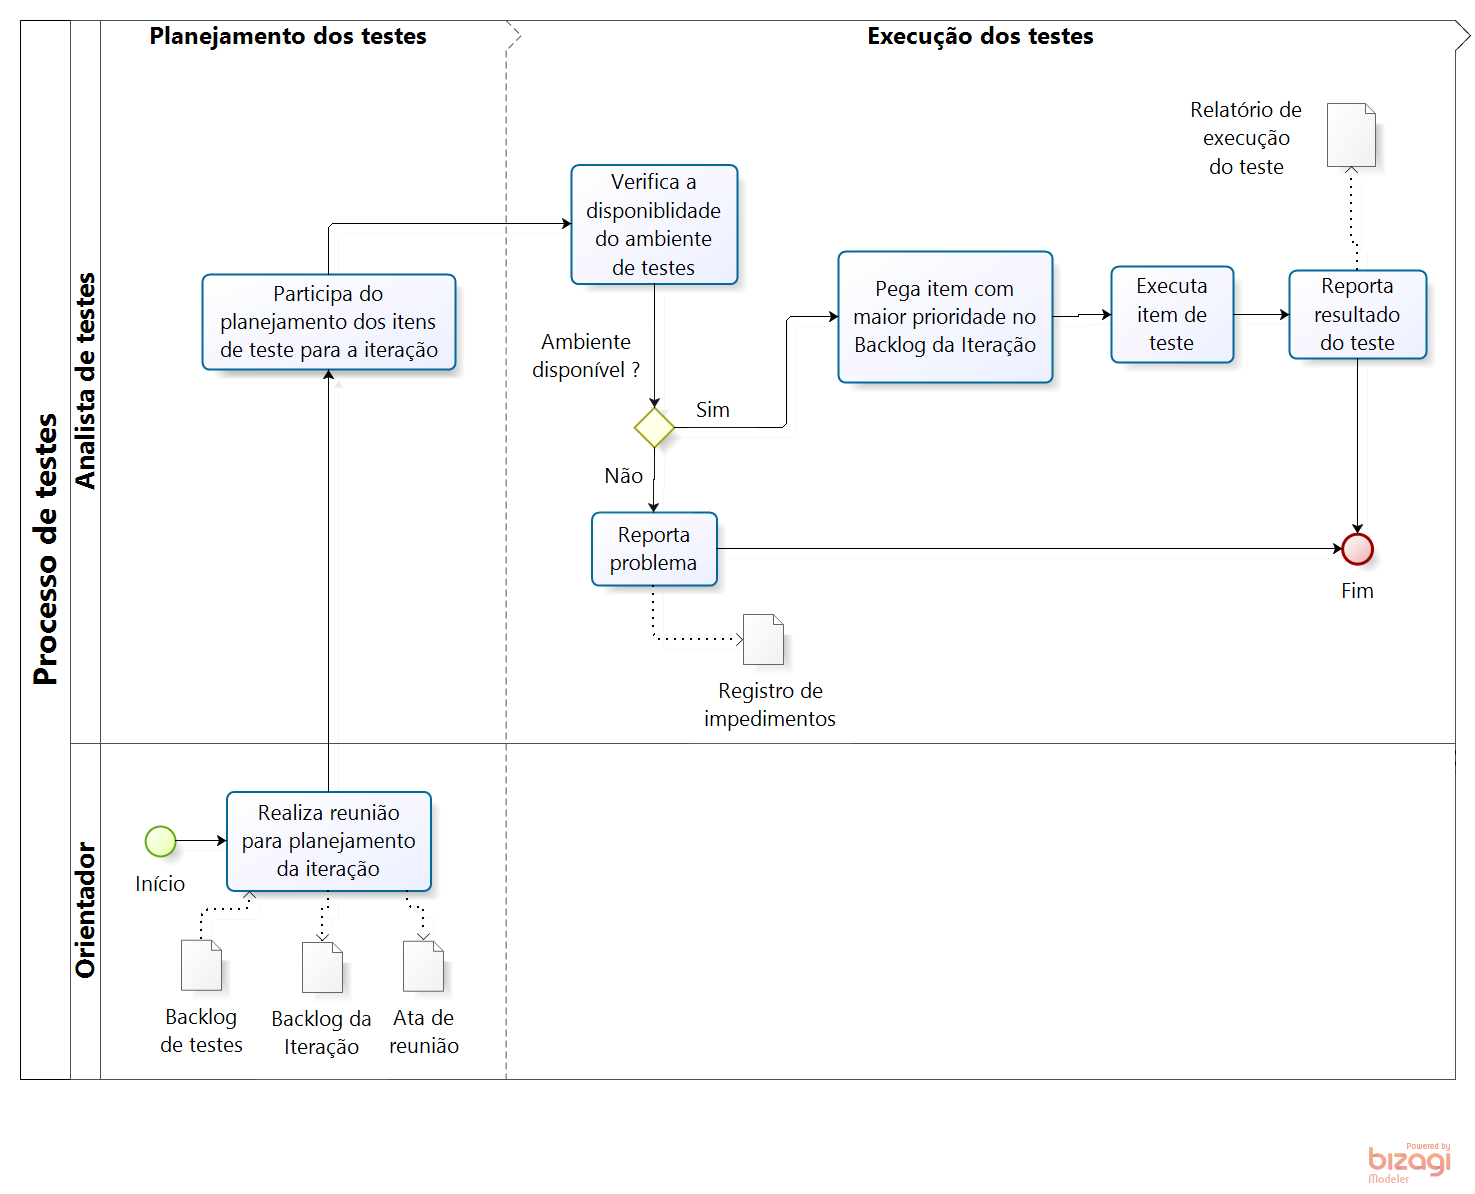 Planejamento dos testes
Execução dos testes
Processo de testes
Analista de testes
Relatório de
execução
do teste
Verifica a
disponiblidade
do ambiente
de testes
Participa do
planejamento dos itens
de teste para a iteração
Pega item com
maior prioridade no
Backlog da Iteração
Executa
item de
teste
Reporta
resultado
do teste
Ambiente
disponível ?
Sim
Não
Reporta
problema
Fim
Registro de
impedimentos
Orientador
Realiza reunião
para planejamento
da iteração
Início
Backlog
de testes
Backlog da
Iteração
Ata de
reunião
Powered by
bizagi
Modeler